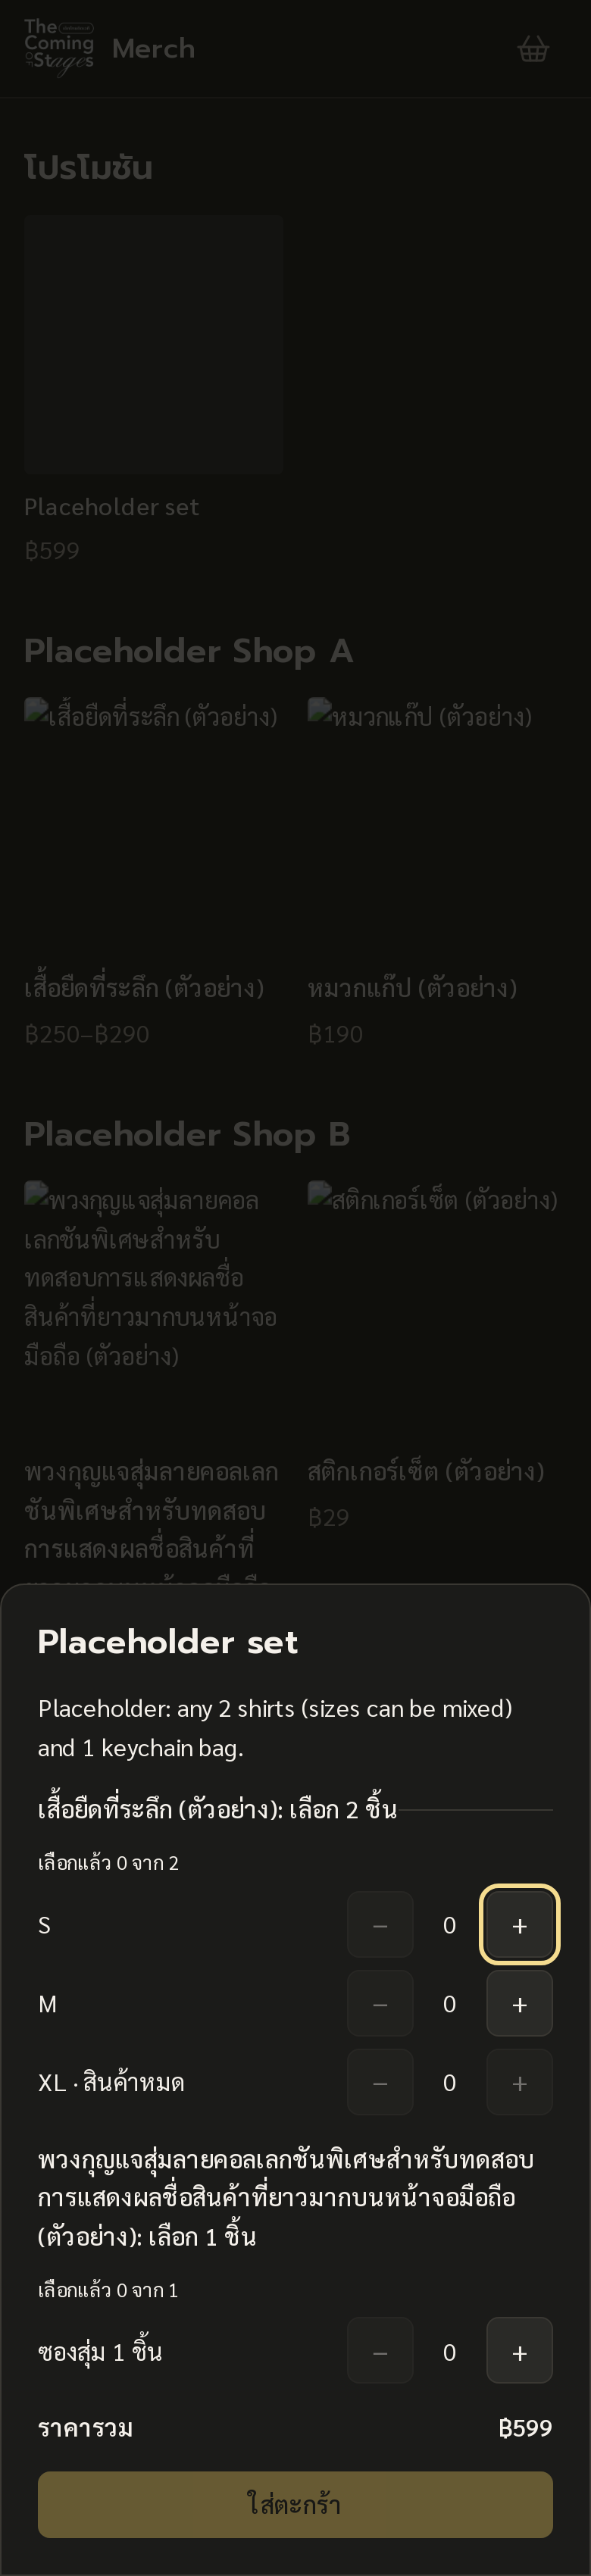 The
Coming
of Stages
Merch
โปรโมชัน
Placeholder set
฿599
Placeholder Shop A
เสื้อยืดที่ระลึก (ตัวอย่าง)
หมวกแก๊ป (ตัวอย่าง)
เสื้อยืดที่ระลึก (ตัวอย่าง)
฿250–฿290
หมวกแก๊ป (ตัวอย่าง)
฿190
Placeholder Shop B
พวงกุญแจสุ่มลายคอล
เลกชันพิเศษสำหรับ
ทดสอบการแสดงผลชื่อ
สินค้าที่ยาวมากบนหน้าจอ
มือถือ (ตัวอย่าง)
สติกเกอร์เซ็ต (ตัวอย่าง)
พวงกุญแจสุ่มลายคอลเลก
ชันพิเศษสำหรับทดสอบ
การแสดงผลชื่อสินค้าที่
สติกเกอร์เซ็ต (ตัวอย่าง)
฿29
Placeholder set
Placeholder: any 2 shirts (sizes can be mixed)
and 1 keychain bag.
เสื้อยืดที่ระลึก (ตัวอย่าง): เลือก 2 ชิ้น
เลือกแล้ว 0 จาก 2
S − 0 +
M − 0 +
XL · สินค้าหมด − 0 +
พวงกุญแจสุ่มลายคอลเลกชันพิเศษสำหรับทดสอบ
การแสดงผลชื่อสินค้าที่ยาวมากบนหน้าจอมือถือ
(ตัวอย่าง): เลือก 1 ชิ้น
เลือกแล้ว 0 จาก 1
ซองสุ่ม 1 ชิ้น − 0 +
ราคารวม ฿599
ใส่ตะกร้า